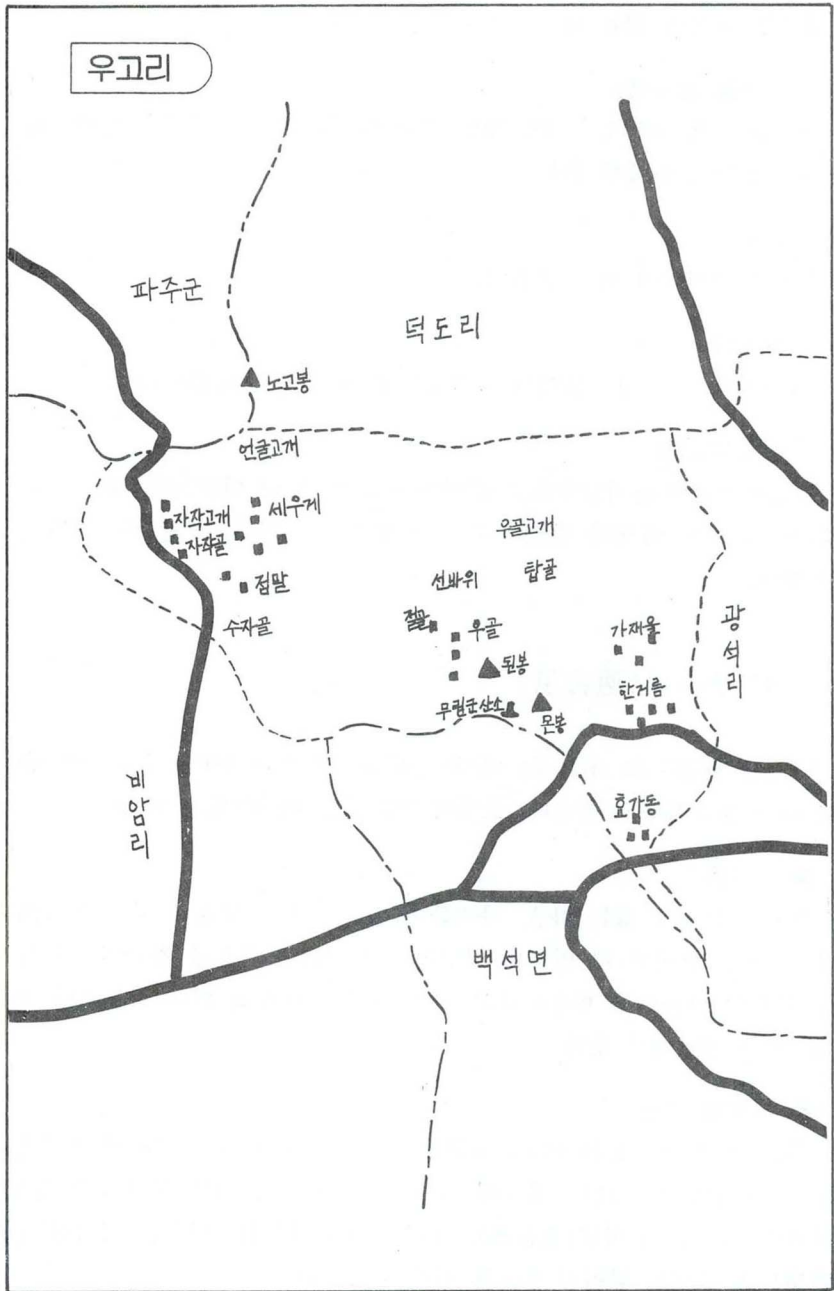 우고리
파주군
덕도리
노고봉
언굴고개
자작고개
세우게
자작골
점말
수자골
우골고개
선바위
탑골
절골
우골
된봉
가재울
광석리
무림군산소
몬봉
한거름
비암리
효가동
백석면